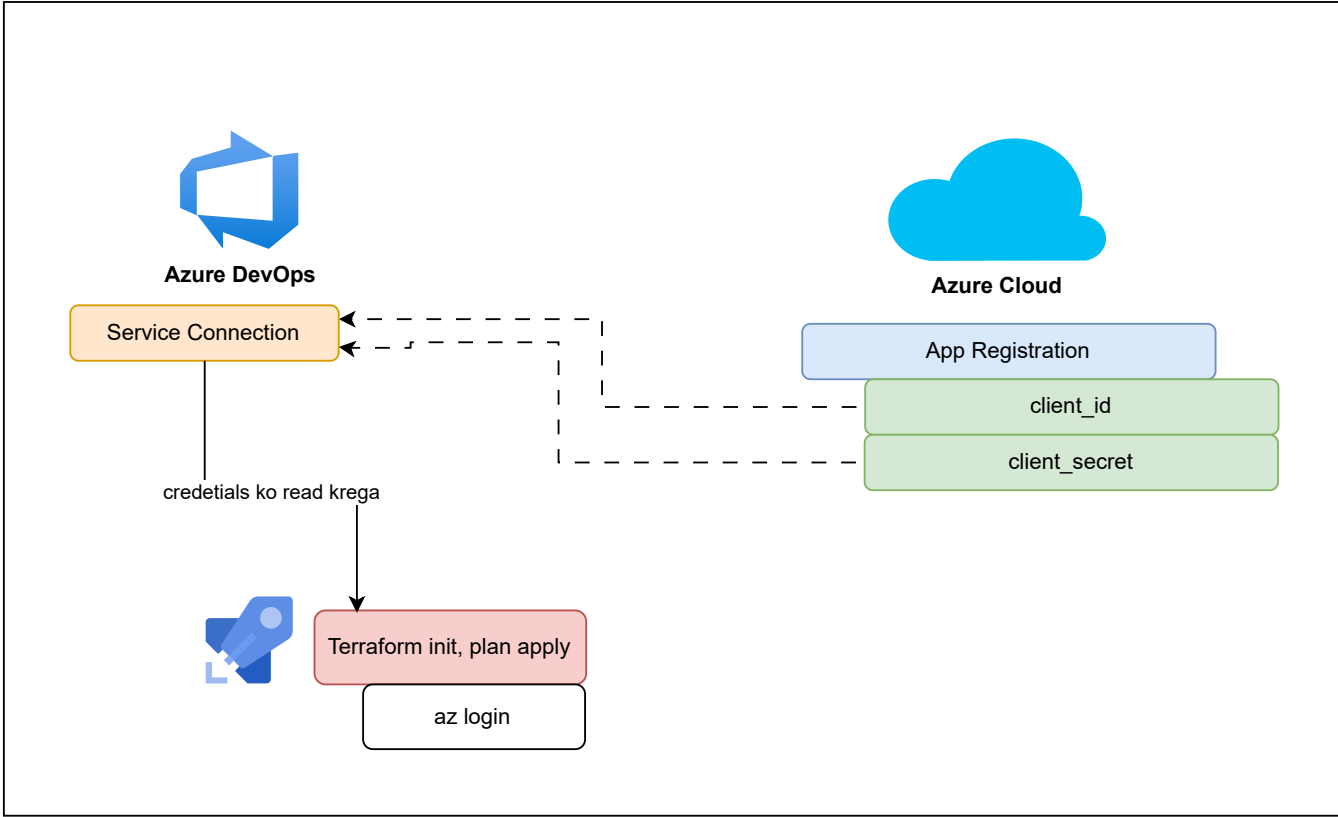 Azure DevOps
Azure Cloud
Service Connection
App Registration
client_id
client_secret
credetials ko read krega
Terraform init, plan apply
az login